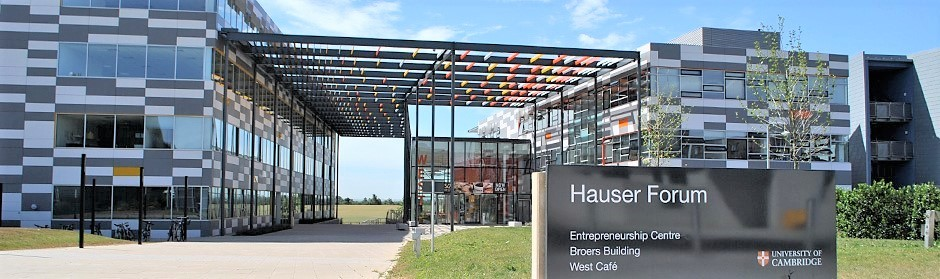 Hauser Forum
Entrepreneurship Centre
Broers Building
West Café
UNIVERSITY OF
CAMBRIDGE